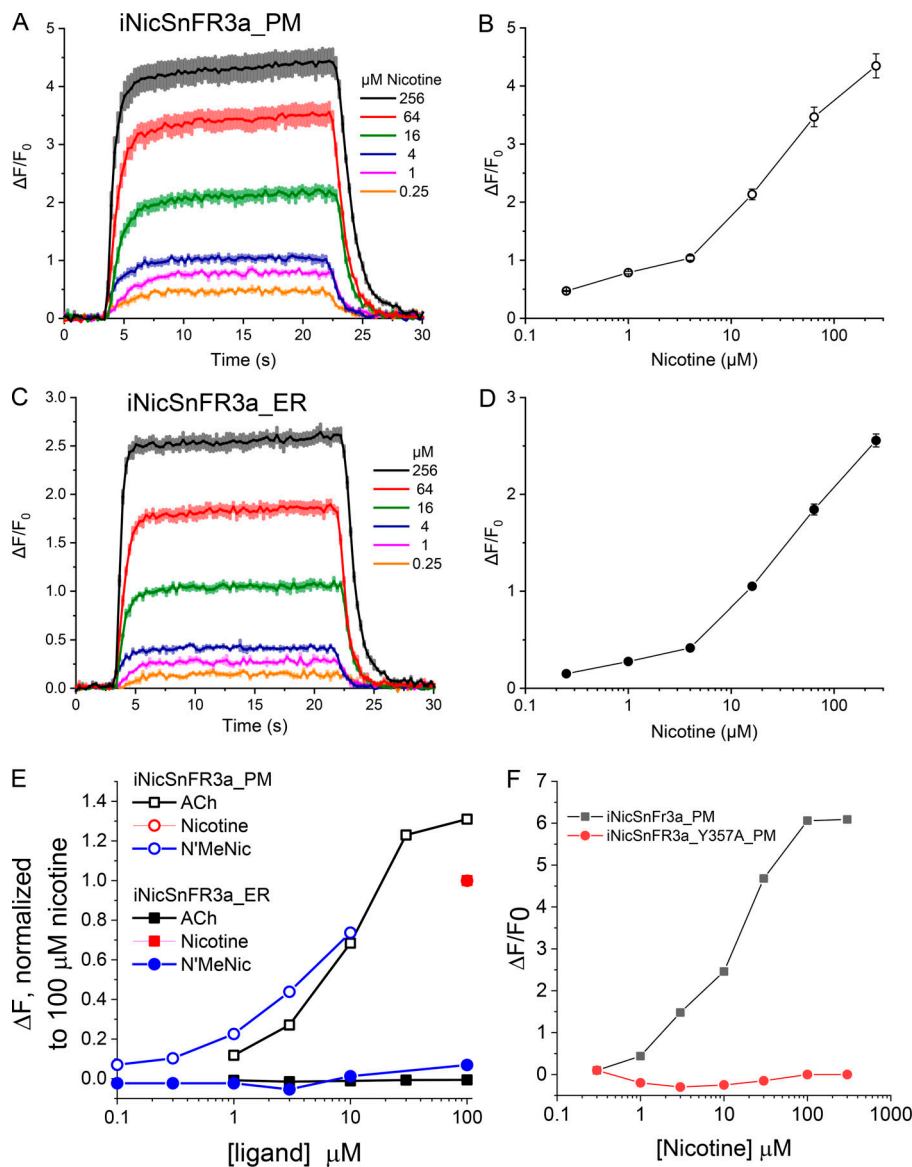 A
iNicSnFR3a_PM
5
4
3
2
1
0
ΔF/F0
0 5 10 15 20 25 30
Time (s)
µM Nicotine
256
64
16
4
1
0.25
B
5
4
3
2
1
0
ΔF/F0
0.1 1 10 100
Nicotine (µM)
C
iNicSnFR3a_ER
3.0
2.5
2.0
1.5
1.0
0.5
0.0
ΔF/F0
0 5 10 15 20 25 30
Time (s)
µM
256
64
16
4
1
0.25
D
3
2
1
0
ΔF/F0
0.1 1 10 100
Nicotine (µM)
E
iNicSnFR3a_PM
ACh
Nicotine
N'MeNic
iNicSnFR3a_ER
ACh
Nicotine
N'MeNic
1.4
1.2
1.0
0.8
0.6
0.4
0.2
0.0
ΔF, normalized
to 100 µM nicotine
0.1 1 10 100
[ligand] µM
F
iNicSnFr3a_PM
iNicSnFR3a_Y357A_PM
7
6
5
4
3
2
1
0
ΔF/F0
0.1 1 10 100 1000
[Nicotine] µM